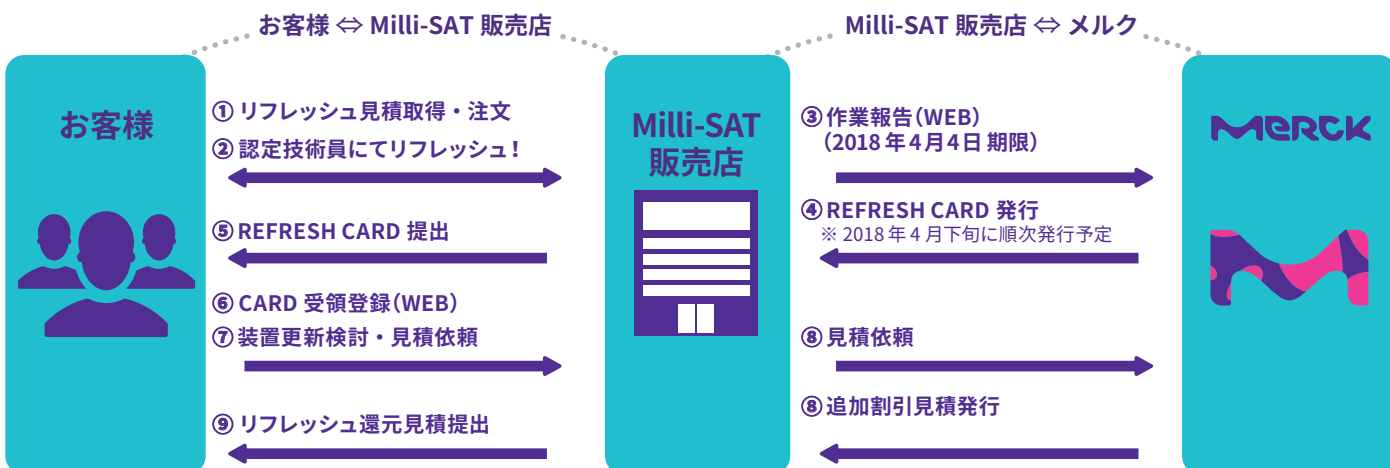 お客様 ⇔ Milli-SAT 販売店
Milli-SAT 販売店 ⇔ メルク
お客様
① リフレッシュ見積取得・注文
② 認定技術員にてリフレッシュ!
⑤ REFRESH CARD 提出
⑥ CARD 受領登録(WEB)
⑦ 装置更新検討・見積依頼
⑨ リフレッシュ還元見積提出
Milli-SAT
販売店
③ 作業報告(WEB)
(2018 年 4 月 4 日 期限)
④ REFRESH CARD 発行
※ 2018 年 4 月下旬に順次発行予定
⑧ 見積依頼
⑧ 追加割引見積発行
MERCK